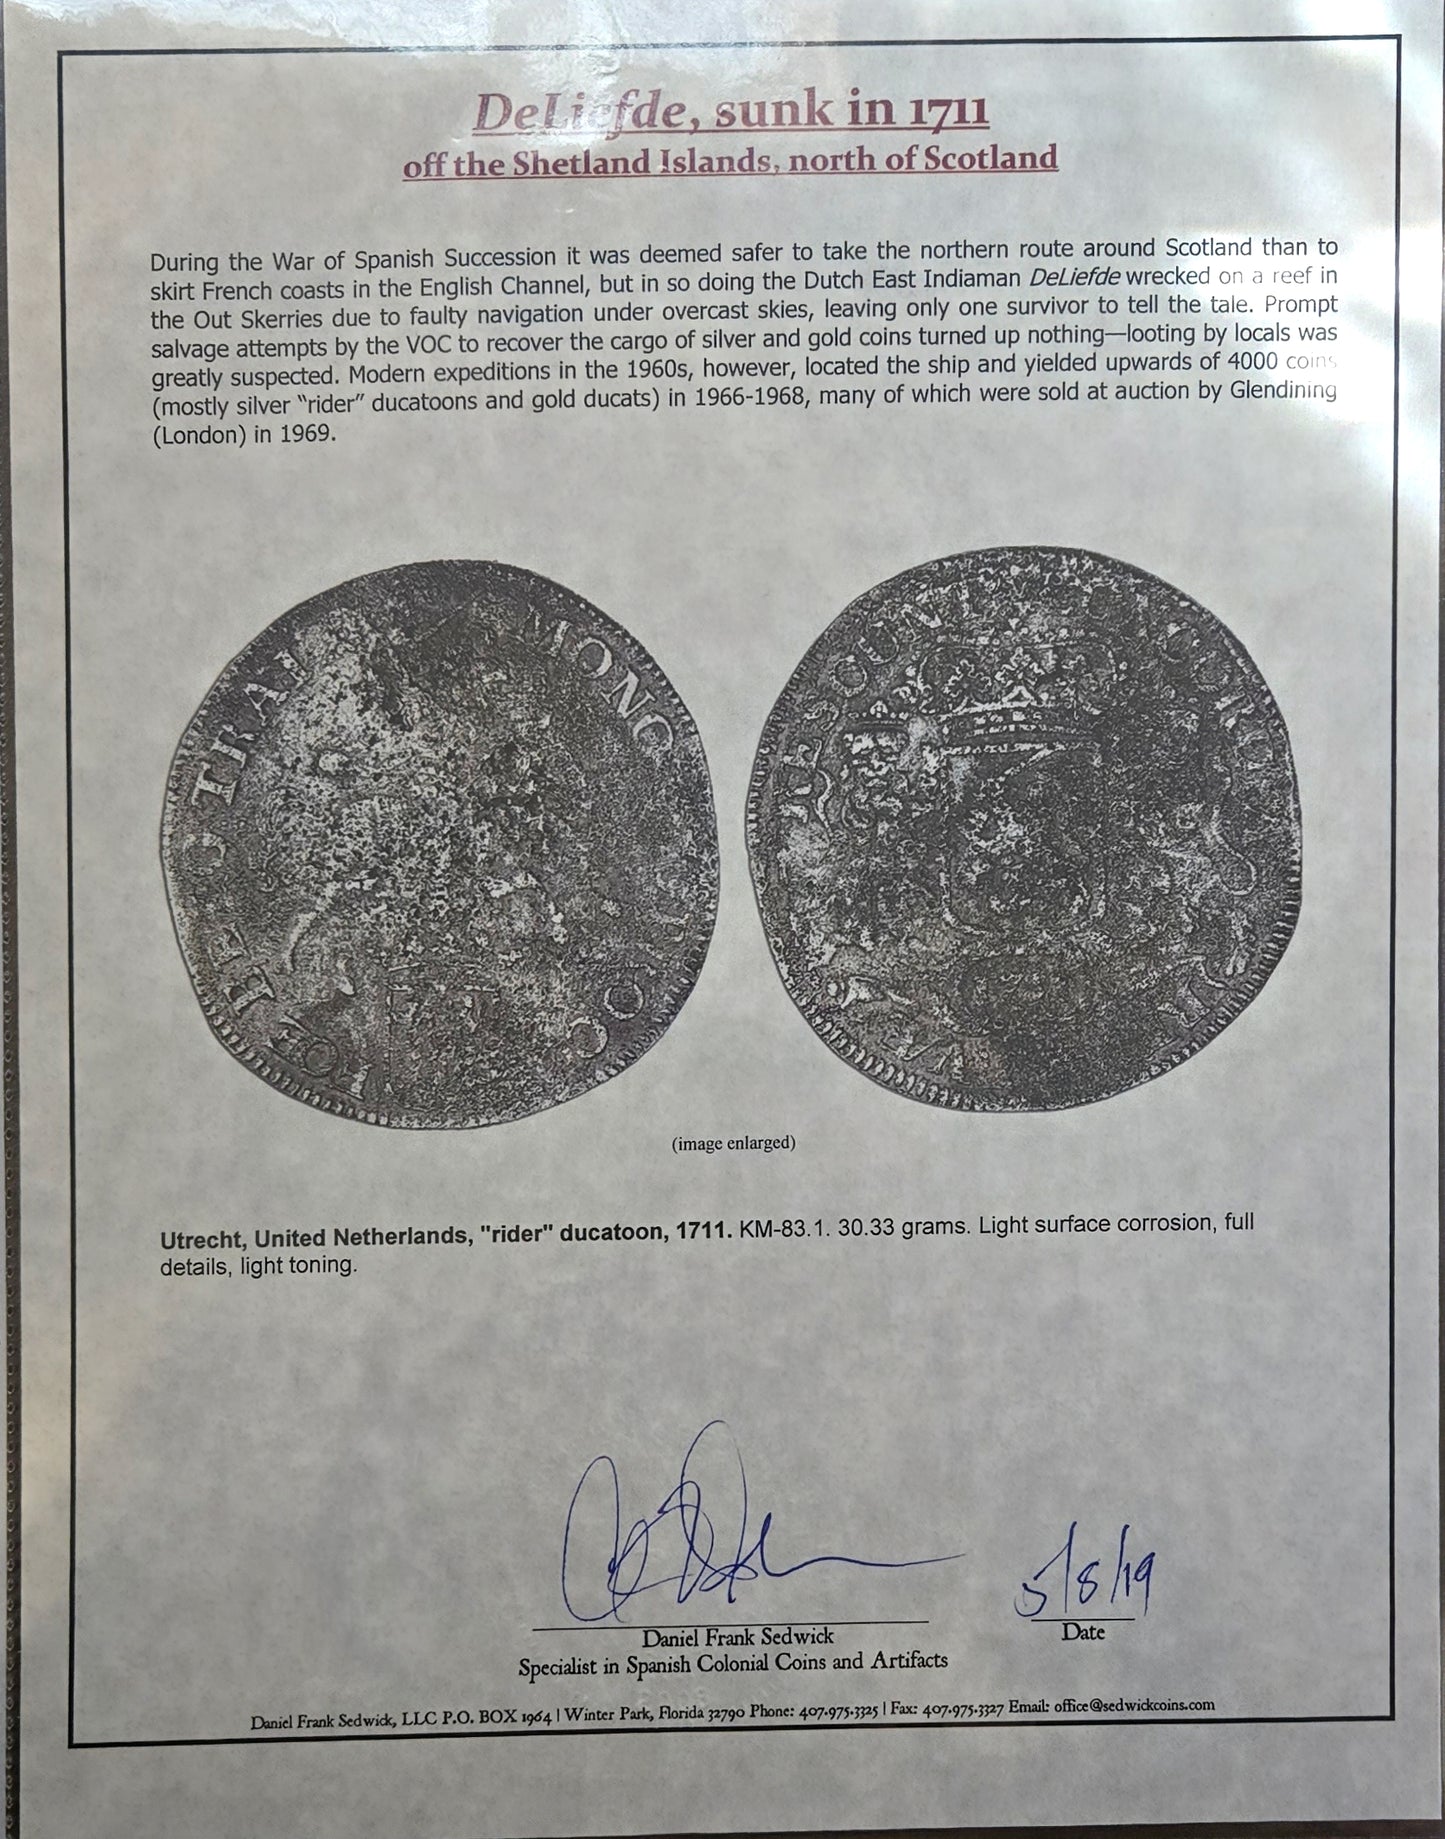 DeLiefde, sunk in 1711
off the Shetland Islands, north of Scotland
During the War of Spanish Succession it was deemed safer to take the northern route around Scotland than to
skirt French coasts in the English Channel, but in so doing the Dutch East Indiaman DeLiefde wrecked on a reef in
the Out Skerries due to faulty navigation under overcast skies, leaving only one survivor to tell the tale. Prompt
salvage attempts by the VOC to recover the cargo of silver and gold coins turned up nothing—looting by locals was
greatly suspected. Modern expeditions in the 1960s, however, located the ship and yielded upwards of 4000 coins
(mostly silver "rider" ducatoons and gold ducats) in 1966-1968, many of which were sold at auction by Glendining
(London) in 1969.
MONO
TRAI
(image enlarged)
Utrecht, United Netherlands, "rider" ducatoon, 1711. KM-83.1. 30.33 grams. Light surface corrosion, full
details, light toning.
5/8/19
Daniel Frank Sedwick
Date
Specialist in Spanish Colonial Coins and Artifacts
Daniel Frank Sedwick, LLC P.O. BOX 1964 | Winter Park, Florida 32790 Phone: 407.975.3325 | Fax: 407.975.3327 Email: office@sedwickcoins.com